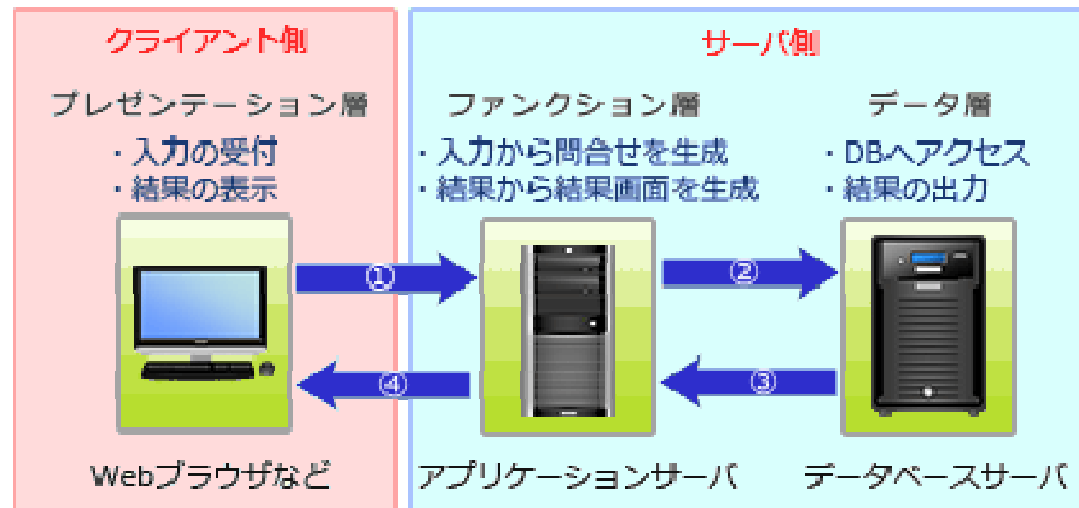 クライアント側
サーバ側
プレゼンテーション層
・入力の受付
・結果の表示
ファンクション層
・入力から問合せを生成
・結果から結果画面を生成
データ層
・DBへアクセス
・結果の出力
①
②
④
③
Webブラウザなど
アプリケーションサーバ
データベースサーバ